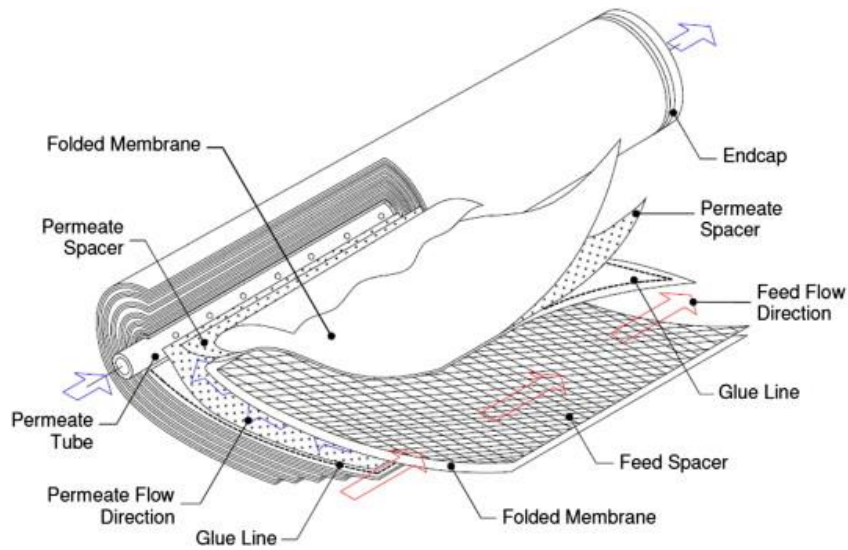 Folded Membrane
Endcap
Permeate
Spacer
Permeate
Spacer
Feed Flow
Direction
Glue Line
Permeate
Tube
Feed Spacer
Permeate Flow
Direction
Folded Membrane
Glue Line